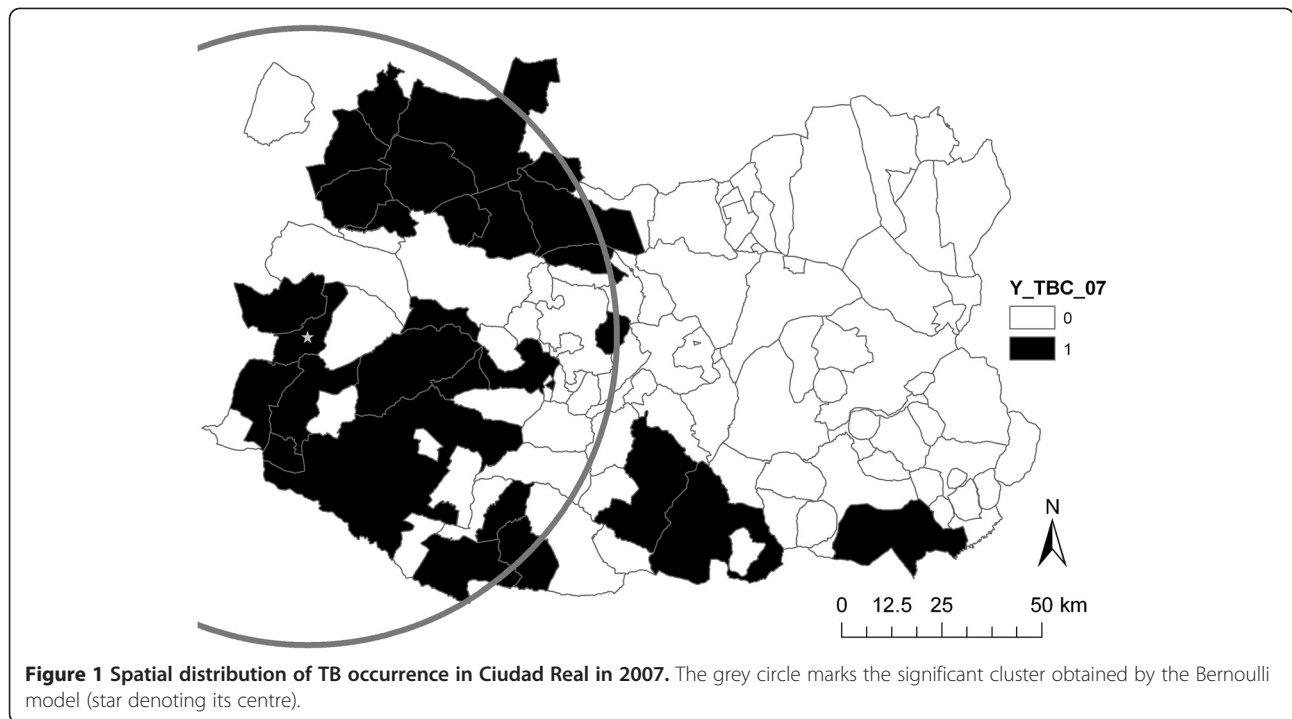 Y_TBC_07
0
1
N
0 12.5 25 50 km
Figure 1 Spatial distribution of TB occurrence in Ciudad Real in 2007. The grey circle marks the significant cluster obtained by the Bernoulli
model (star denoting its centre).